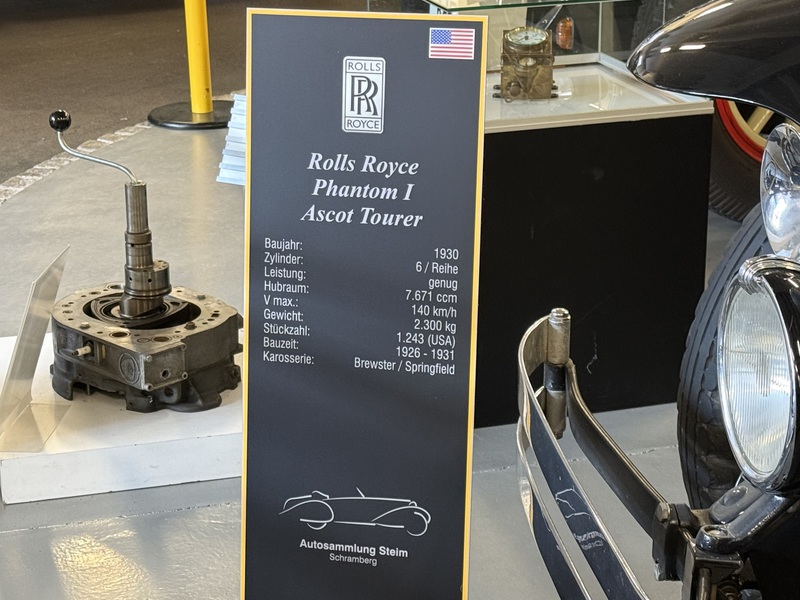 ROLLS
RR
ROYCE
Rolls Royce
Phantom I
Ascot Tourer
Baujahr: 1930
Zylinder: 6 / Reihe
Leistung: genug
Hubraum: 7.671 ccm
V max.: 140 km/h
Gewicht: 2.300 kg
Stückzahl: 1.243 (USA)
Bauzeit: 1926 - 1931
Karosserie: Brewster / Springfield
Autosammlung Steim
Schramberg